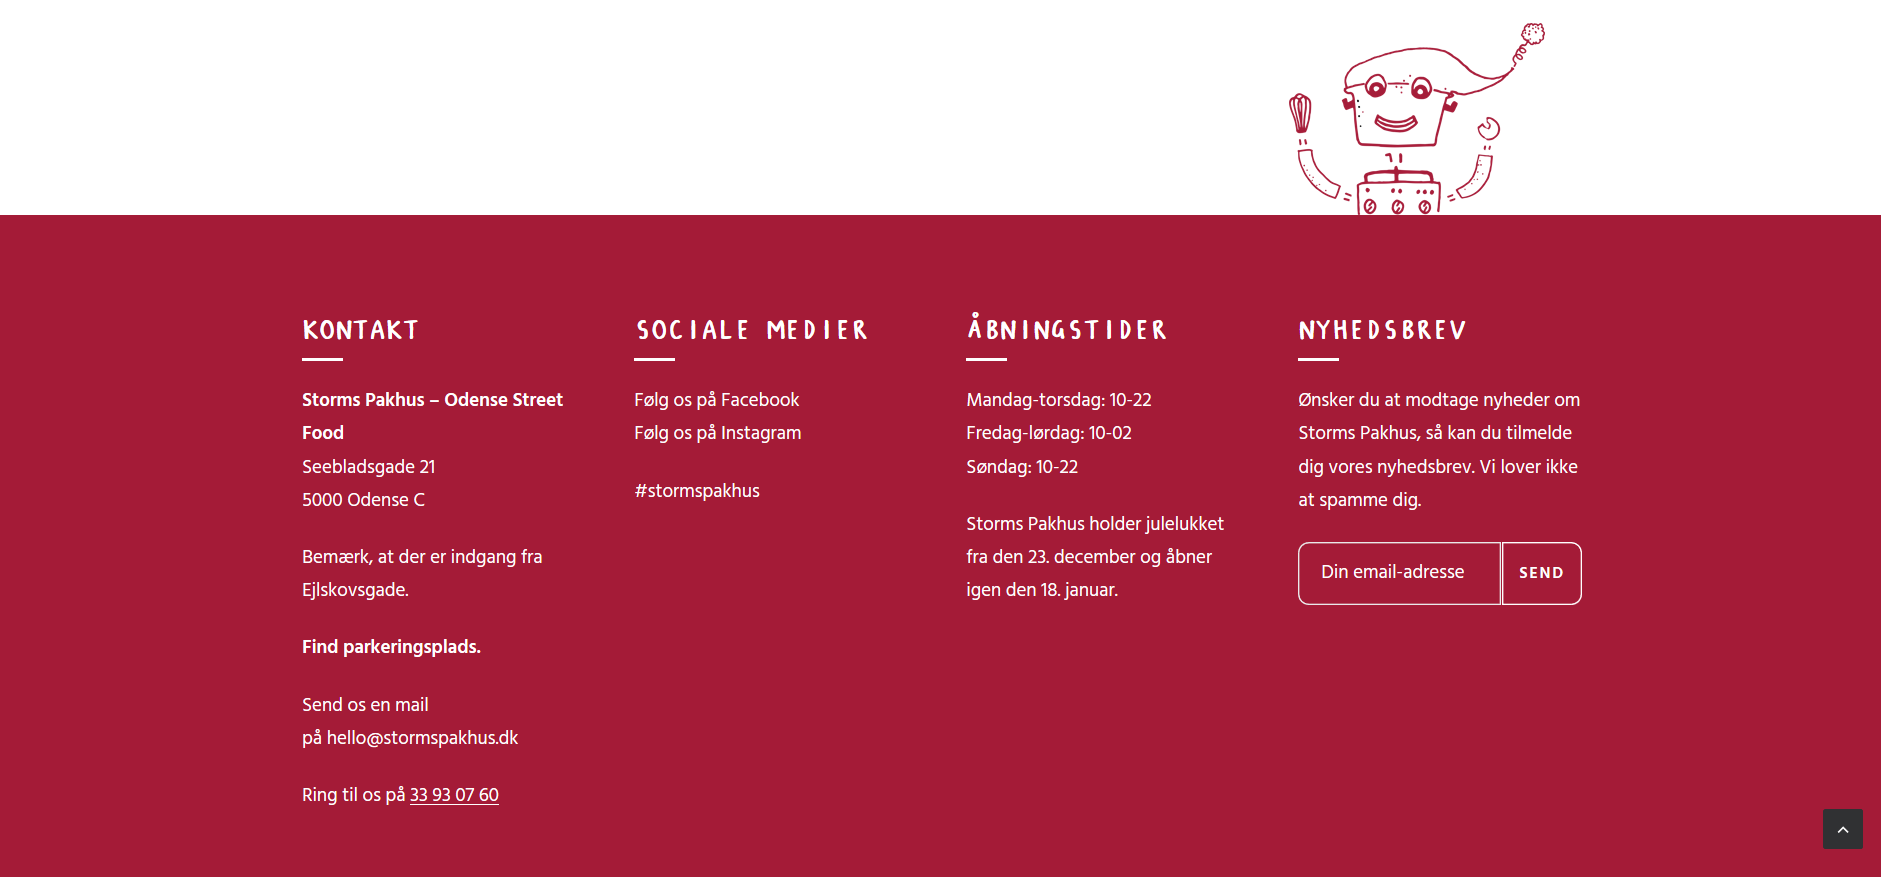 KONTAKT
Storms Pakhus – Odense Street
Food
Seebladsgade 21
5000 Odense C
Bemærk, at der er indgang fra
Ejlskovsgade.
Find parkeringsplads.
Send os en mail
på hello@stormspakhus.dk
Ring til os på 33 93 07 60
SOCIALE MEDIER
Følg os på Facebook
Følg os på Instagram
#stormspakhus
ÅBNINGSTIDER
Mandag-torsdag: 10-22
Fredag-lørdag: 10-02
Søndag: 10-22
Storms Pakhus holder julelukket
fra den 23. december og åbner
igen den 18. januar.
NYHEDSBREV
Ønsker du at modtage nyheder om
Storms Pakhus, så kan du tilmelde
dig vores nyhedsbrev. Vi lover ikke
at spamme dig.
Din email-adresse
SEND